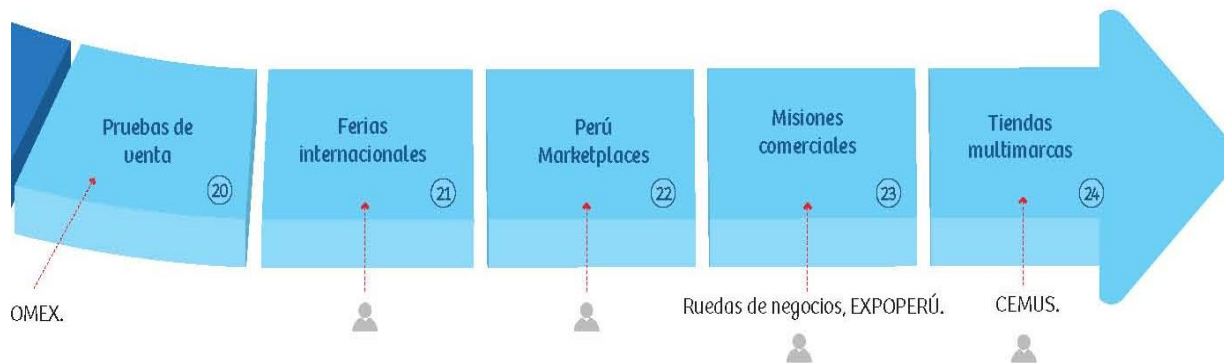 Pruebas de
venta
20
Ferias
internacionales
21
Perú
Marketplaces
22
Misiones
comerciales
23
Tiendas
multimarcas
24
OMEX.
Ruedas de negocios, EXPOPERÚ.
CEMUS.